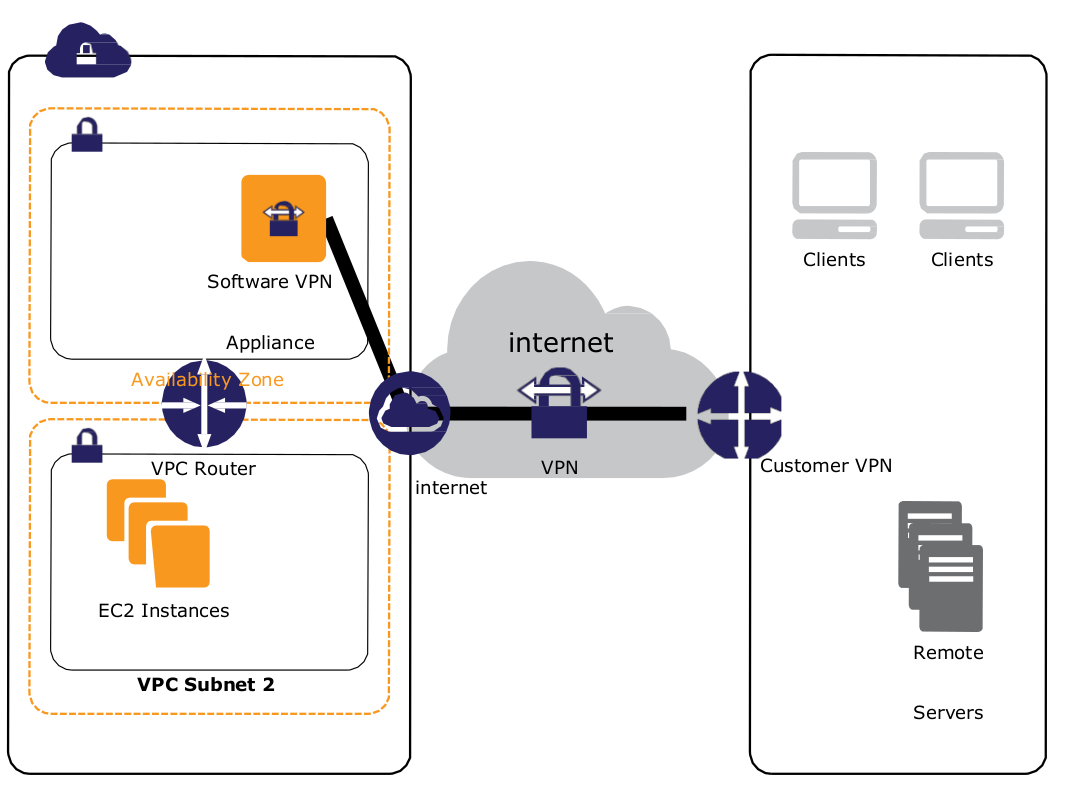 Software VPN
Appliance
Availability Zone
VPC Router
EC2 Instances
VPC Subnet 2
internet
VPN
internet
Clients
Clients
Customer VPN
Remote
Servers